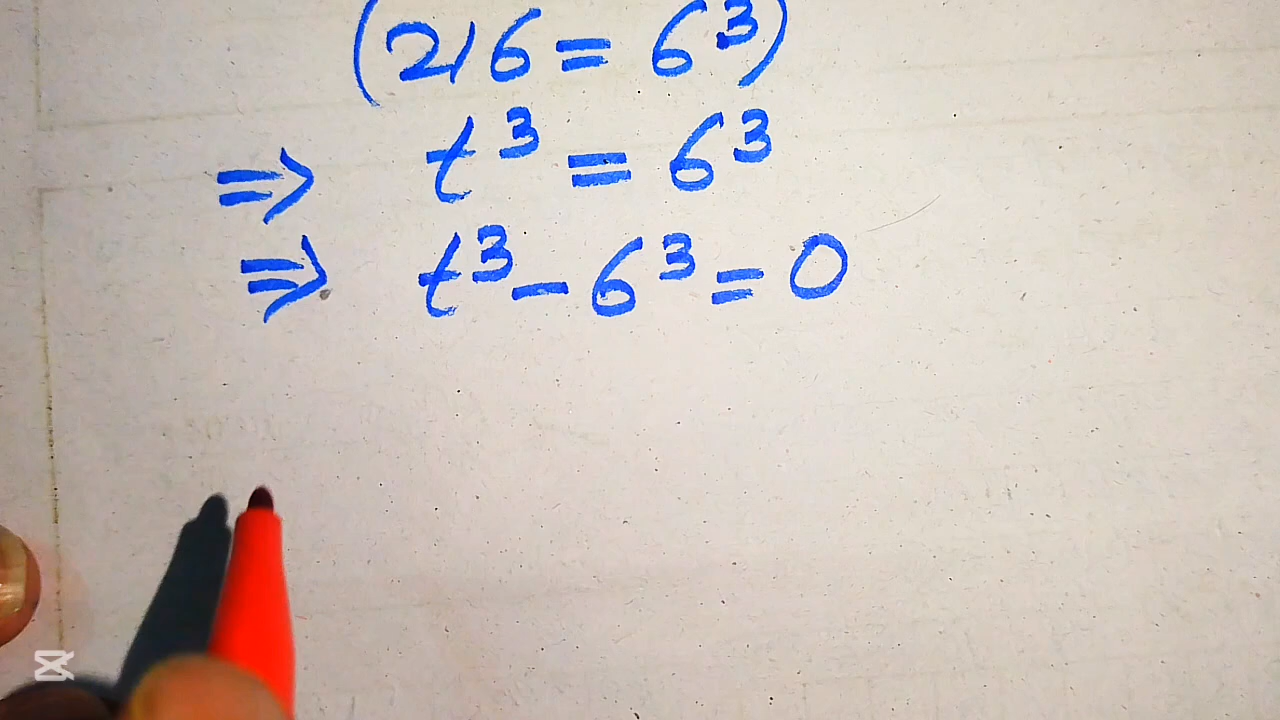 (216 = 6³)
⇒ t³ = 6³
⇒ t³ - 6³ = 0